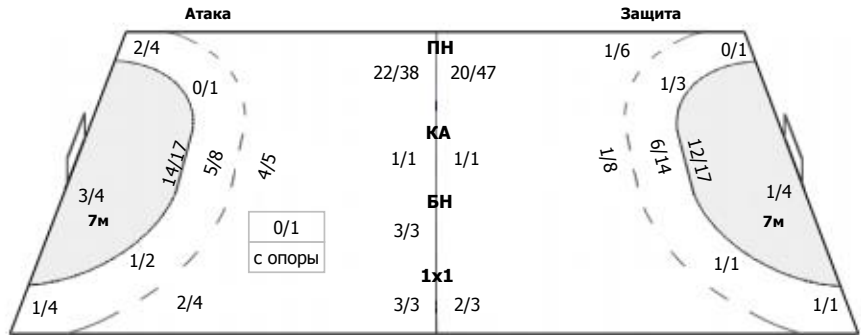 Атака Защита
2/4 ПН 1/6 0/1
22/38 20/47
0/1 1/3
КА
14/17 5/8 4/5 1/1 1/1 1/8 6/14 12/17
3/4 БН 1/4
7м 7м
0/1 3/3
с опоры
1/2 1х1 1/1
1/4 2/4 3/3 2/3 1/1